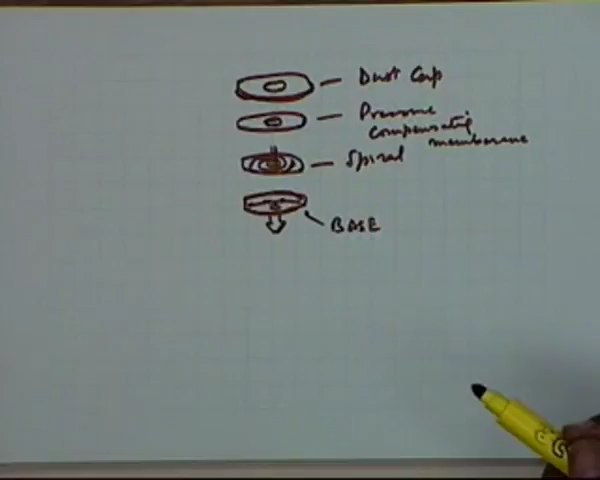 Dust Cap
Pressure
Compensating
membrane
Spiral
BASE